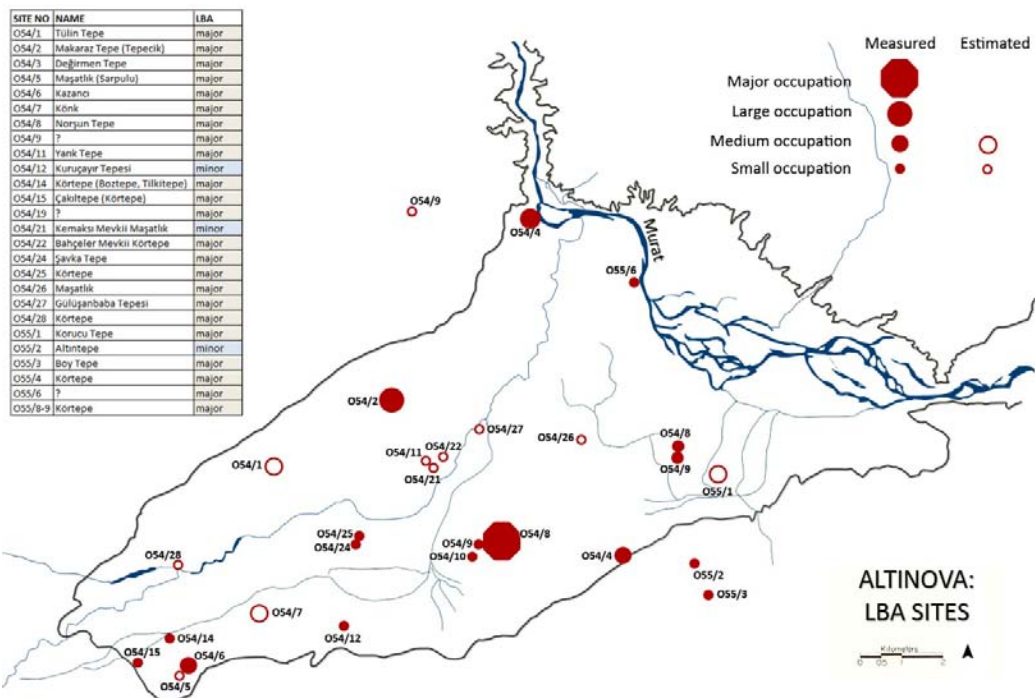 SITE NO NAME LBA
O54/1 Tülin Tepe major
O54/2 Makaraz Tepe (Tepecik) major
O54/3 Değirmen Tepe major
O54/5 Maşatlık (Sarpulu) major
O54/6 Kazancı major
O54/7 Könk major
O54/8 Norşun Tepe major
O54/9 ? major
O54/11 Yarık Tepe major
O54/12 Kuruçayır Tepesi minor
O54/14 Körtepe (Boztepe, Tilkitepe) major
O54/15 Çakıltepe (Körtepe) major
O54/19 ? major
O54/21 Kemaksı Mevkii Maşatlık minor
O54/22 Bahçeler Mevkii Körtepe major
O54/24 Şavka Tepe major
O54/25 Körtepe major
O54/26 Maşatlık major
O54/27 Gülüşanbaba Tepesi major
O54/28 Körtepe major
O55/1 Korucu Tepe major
O55/2 Altıntepe minor
O55/3 Boy Tepe major
O55/4 Körtepe major
O55/6 ? major
O55/8-9 Körtepe major
Measured Estimated
Major occupation
Large occupation
Medium occupation
Small occupation
O54/9
O54/4
Murat
O55/6
O54/2
O54/27
O54/26
O54/8
O54/22
O54/11
O54/9
O54/1
O54/21
O55/1
O54/25
O54/24
O54/9
O54/8
O54/10
O54/4
O54/28
O55/2
O55/3
O54/7
O54/12
O54/14
O54/15
O54/6
O54/5
ALTINOVA:
LBA SITES
Kilometers
0 05 1 2